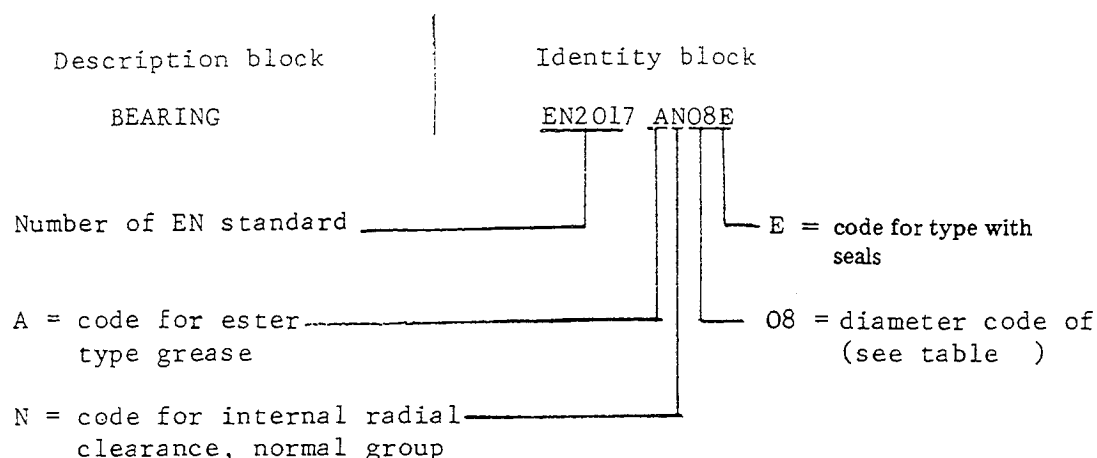 Description block Identity block
BEARING EN2017 AN08E
Number of EN standard E = code for type with
seals
A = code for ester 08 = diameter code of
type grease (see table )
N = code for internal radial
clearance, normal group